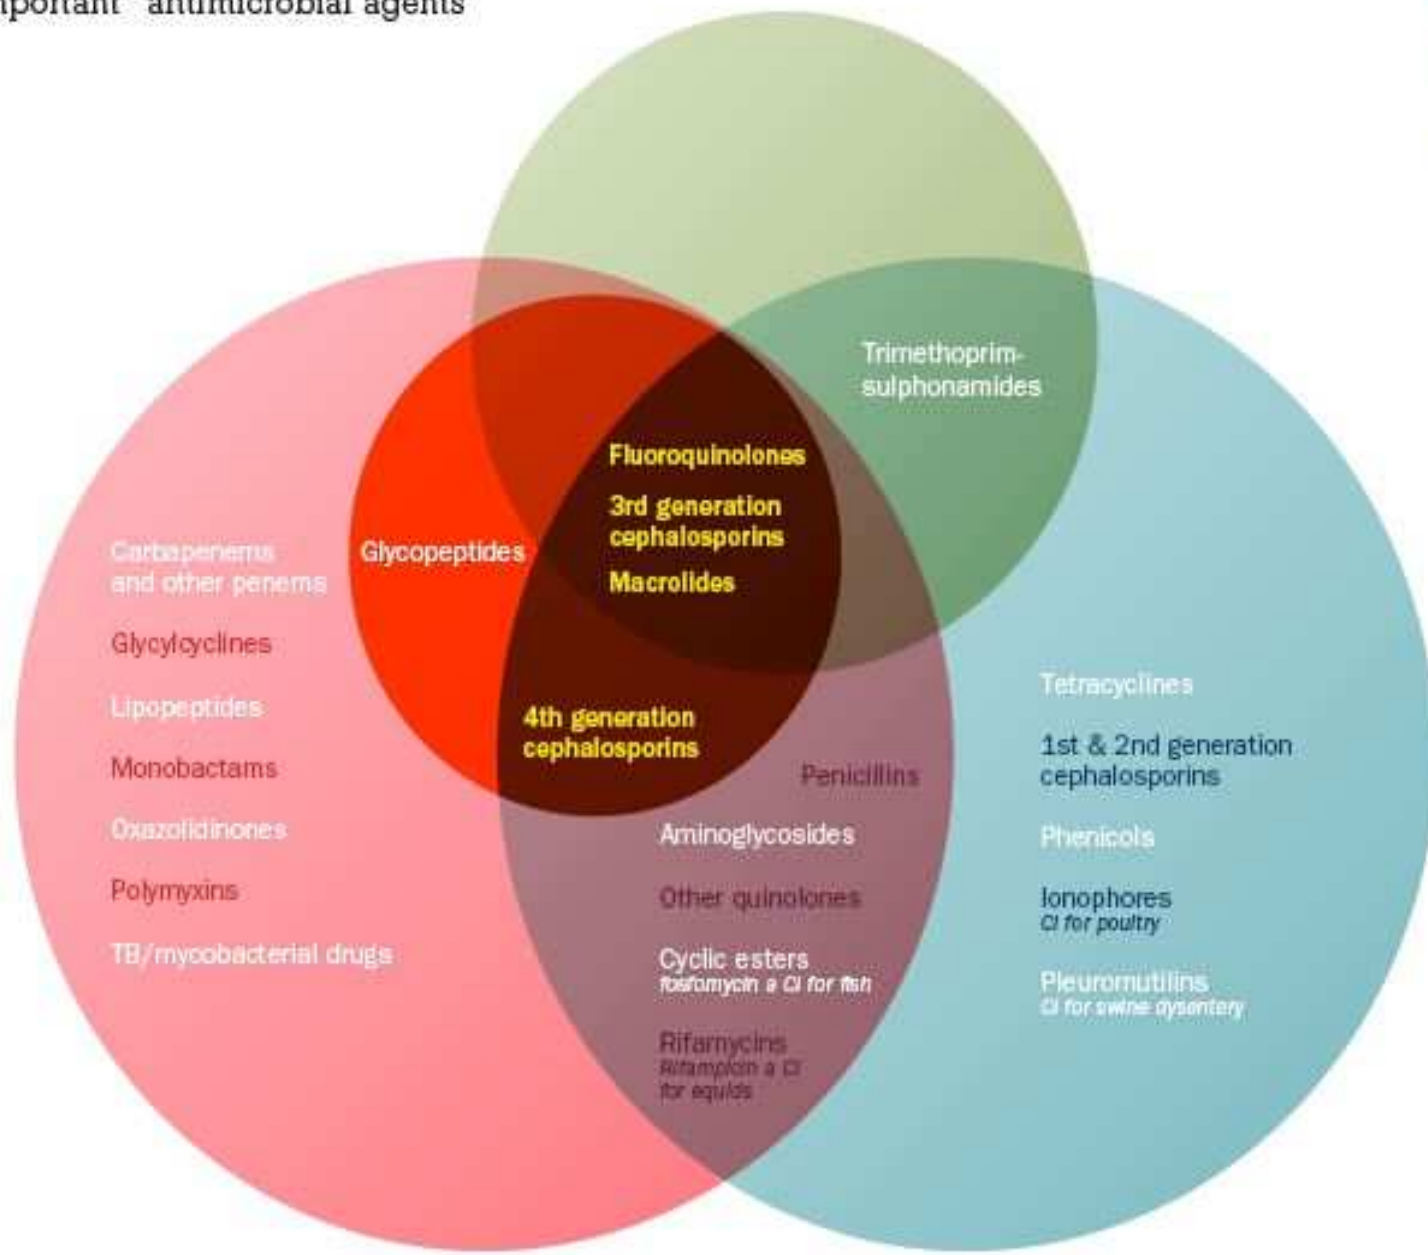 important" antimicrobial agents
Trimethoprim-
sulphonamides
Fluoroquinolones
3rd generation
cephalosporins
Macrolides
Glycopeptides
Carbapenems
and other penems
Glycylcyclines
Lipopeptides
Monobactams
Oxazolidinones
Polymyxins
TB/mycobacterial drugs
4th generation
cephalosporins
Penicillins
Aminoglycosides
Other quinolones
Cyclic esters
fosfomycin a CI for fish
Rifamycins
Rifampicin a CI
for equids
Tetracyclines
1st & 2nd generation
cephalosporins
Phenicols
Ionophores
CI for poultry
Pleuromutilins
CI for swine dysentery